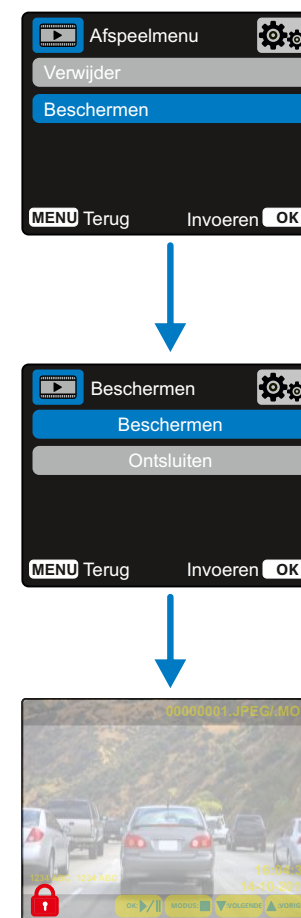 Afspeelmenu
Verwijder
Beschermen
MENU Terug Invoeren OK
Beschermen
Beschermen
Ontsluiten
MENU Terug Invoeren OK
00000001.JPEG/.MO
OK: MODUS: VOLGENDE :VORIG